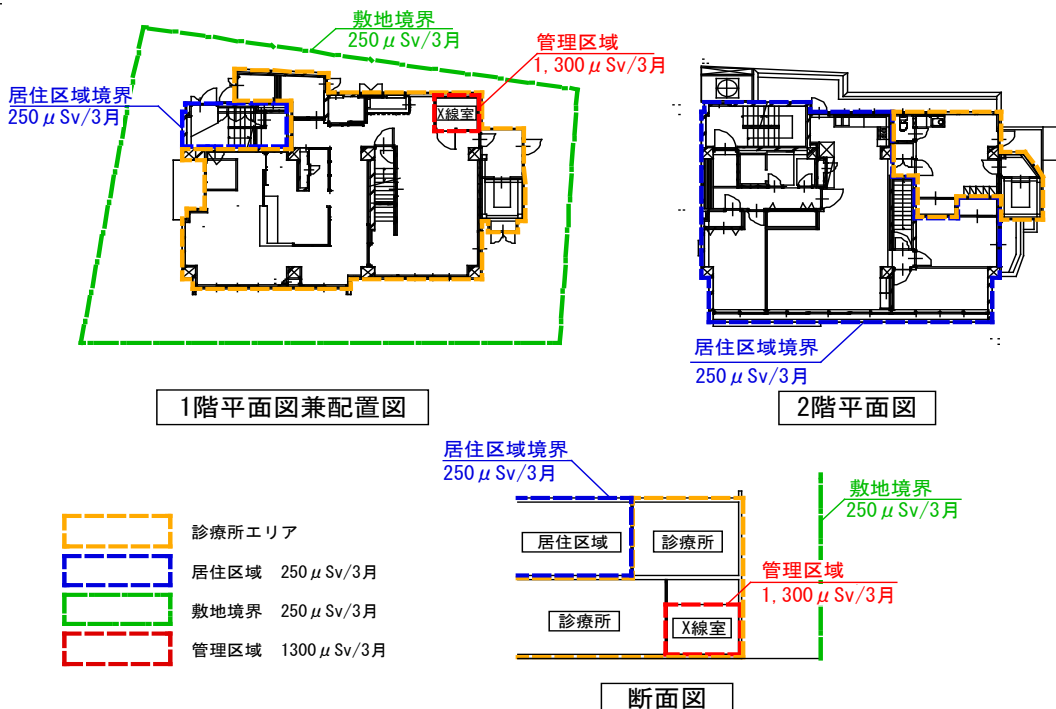 敷地境界
250μSv/3月
管理区域
1,300μSv/3月
居住区域境界
250μSv/3月
X線室
1階平面図兼配置図
居住区域境界
250μSv/3月
2階平面図
診療所エリア
居住区域 250μSv/3月
敷地境界 250μSv/3月
管理区域 1300μSv/3月
居住区域境界
250μSv/3月
敷地境界
250μSv/3月
居住区域
診療所
管理区域
1,300μSv/3月
診療所
X線室
断面図